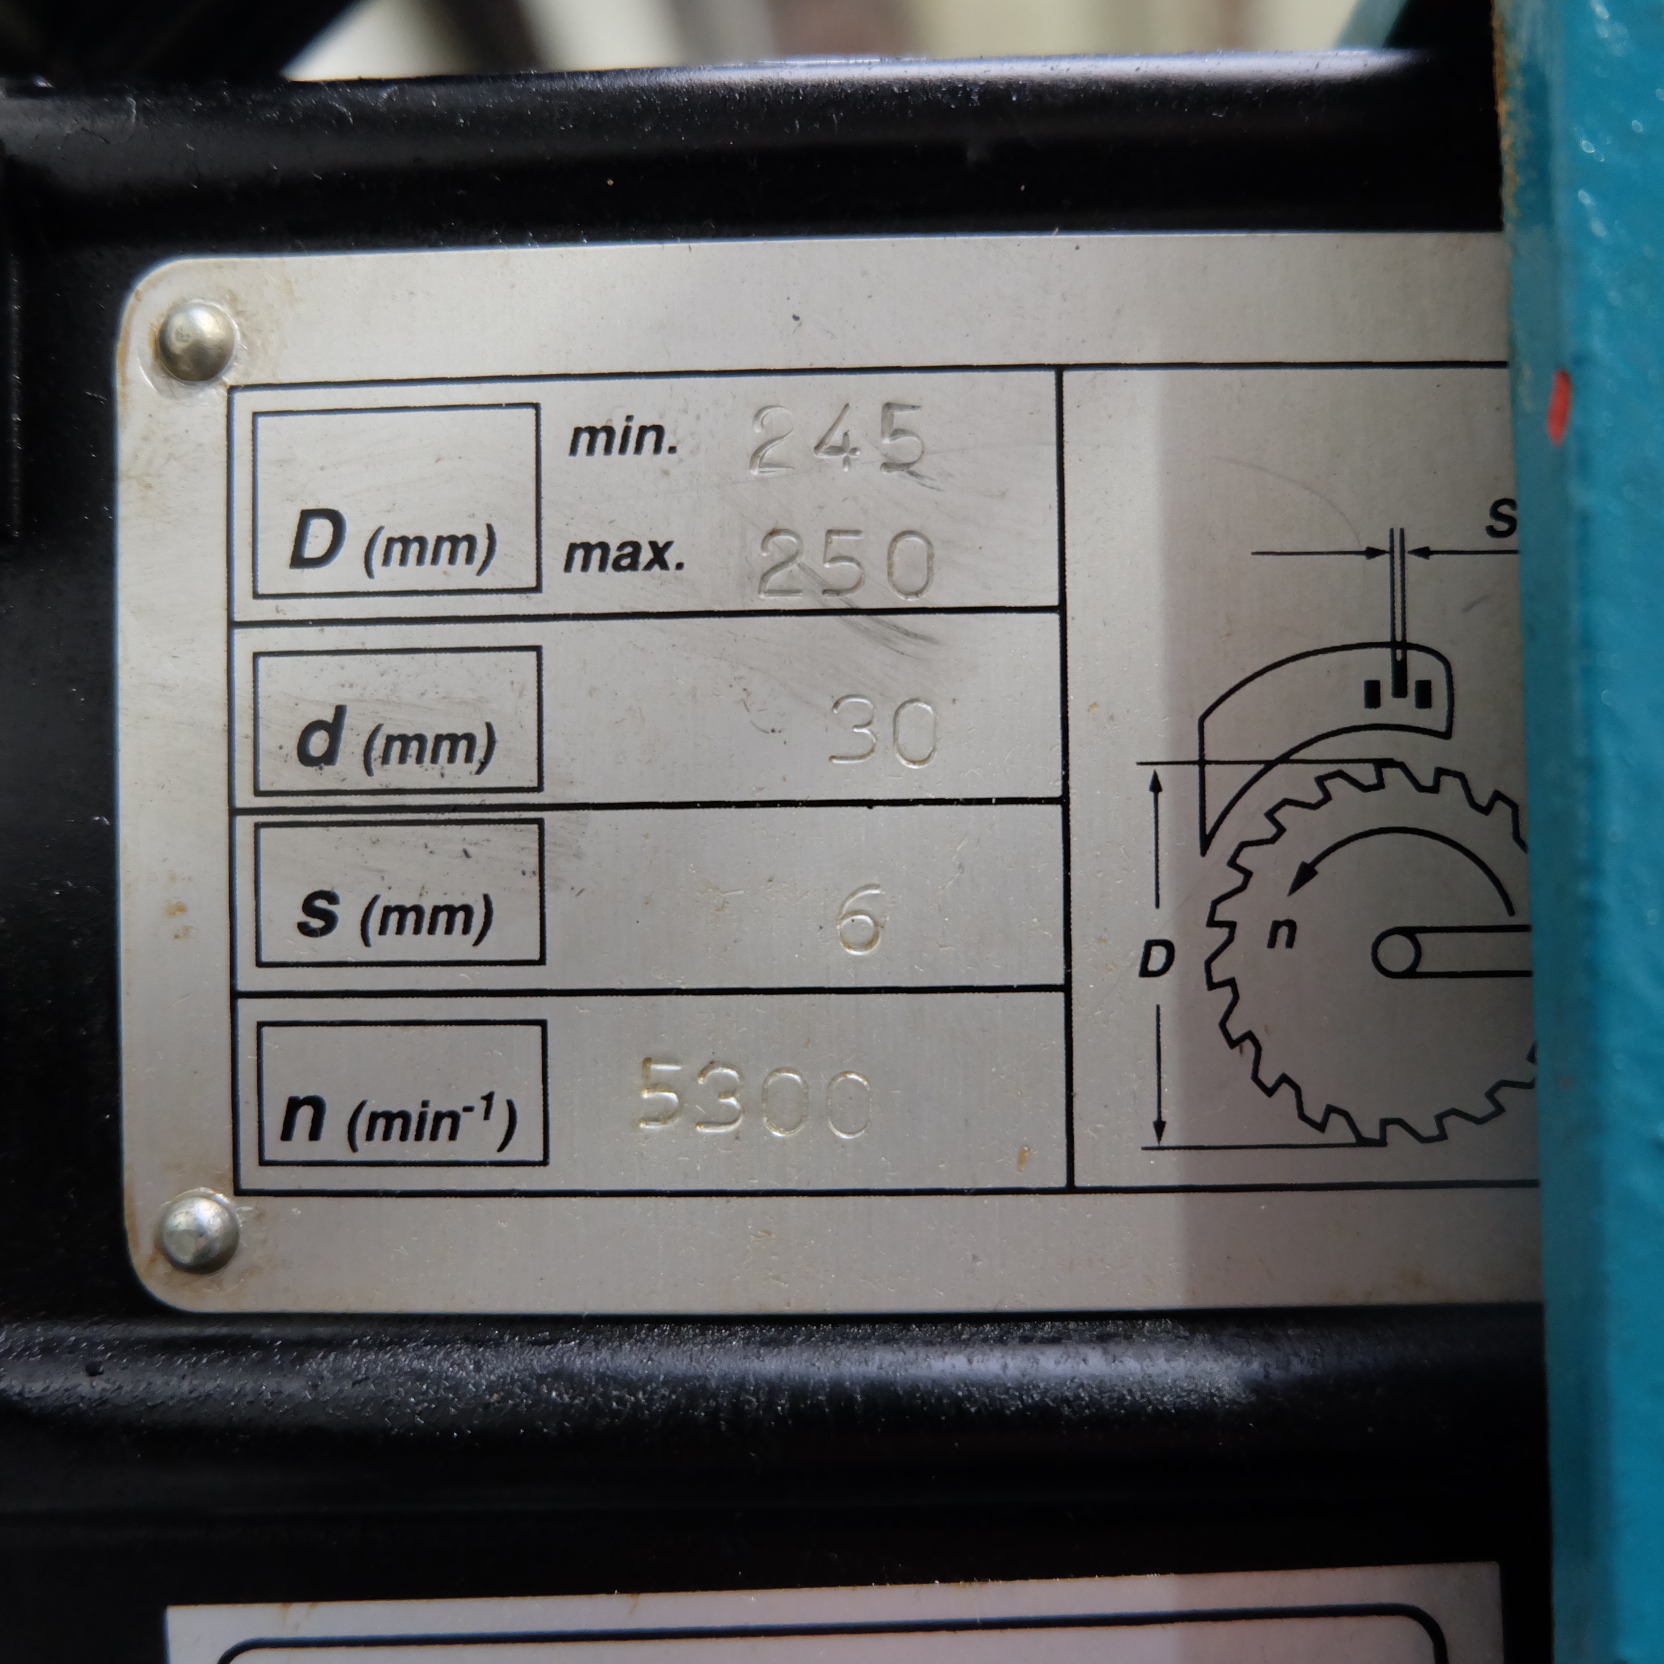 min. 245
D (mm) max. 250
d (mm) 30
s (mm) 6
n (min-1) 5300
S
n
D